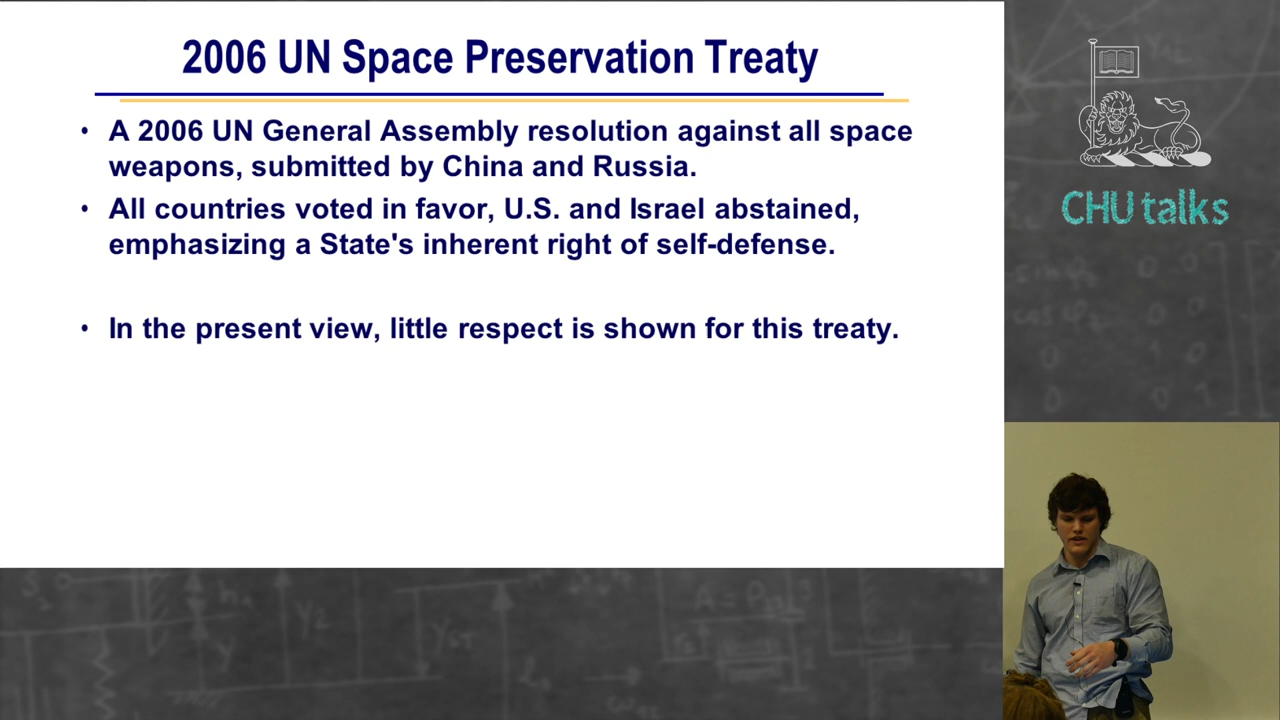 2006 UN Space Preservation Treaty
• A 2006 UN General Assembly resolution against all space
weapons, submitted by China and Russia.
• All countries voted in favor, U.S. and Israel abstained,
emphasizing a State's inherent right of self-defense.
• In the present view, little respect is shown for this treaty.
CHU talks